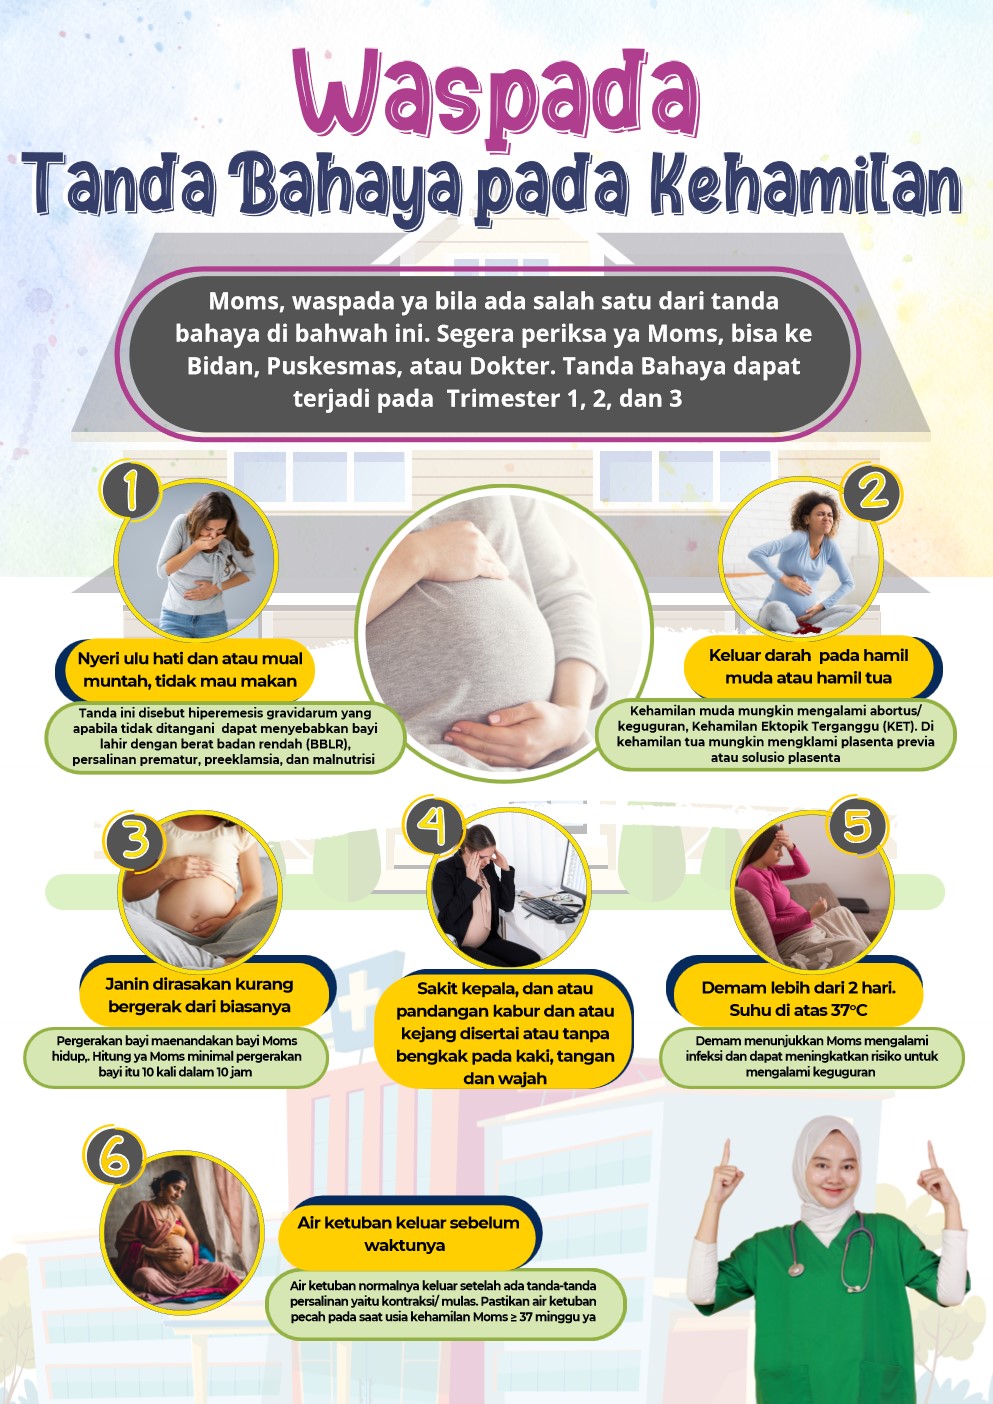 Waspada
Tanda Bahaya pada Kehamilan
Moms, waspada ya bila ada salah satu dari tanda
bahaya di bahwah ini. Segera periksa ya Moms, bisa ke
Bidan, Puskesmas, atau Dokter. Tanda Bahaya dapat
terjadi pada Trimester 1, 2, dan 3
1
Nyeri ulu hati dan atau mual
muntah, tidak mau makan
Tanda ini disebut hiperemesis gravidarum yang
apabila tidak ditangani dapat menyebabkan bayi
lahir dengan berat badan rendah (BBLR),
persalinan prematur, preeklamsia, dan malnutrisi
2
Keluar darah pada hamil
muda atau hamil tua
Kehamilan muda mungkin mengalami abortus/
keguguran, Kehamilan Ektopik Terganggu (KET). Di
kehamilan tua mungkin mengklami plasenta previa
atau solusio plasenta
3
Janin dirasakan kurang
bergerak dari biasanya
Pergerakan bayi maenandakan bayi Moms
hidup,. Hitung ya Moms minimal pergerakan
bayi itu 10 kali dalam 10 jam
4
Sakit kepala, dan atau
pandangan kabur dan atau
kejang disertai atau tanpa
bengkak pada kaki, tangan
dan wajah
5
Demam lebih dari 2 hari.
Suhu di atas 37°C
Demam menunjukkan Moms mengalami
infeksi dan dapat meningkatkan risiko untuk
mengalami keguguran
6
Air ketuban keluar sebelum
waktunya
Air ketuban normalnya keluar setelah ada tanda-tanda
persalinan yaitu kontraksi/ mulas. Pastikan air ketuban
pecah pada saat usia kehamilan Moms ≥ 37 minggu ya